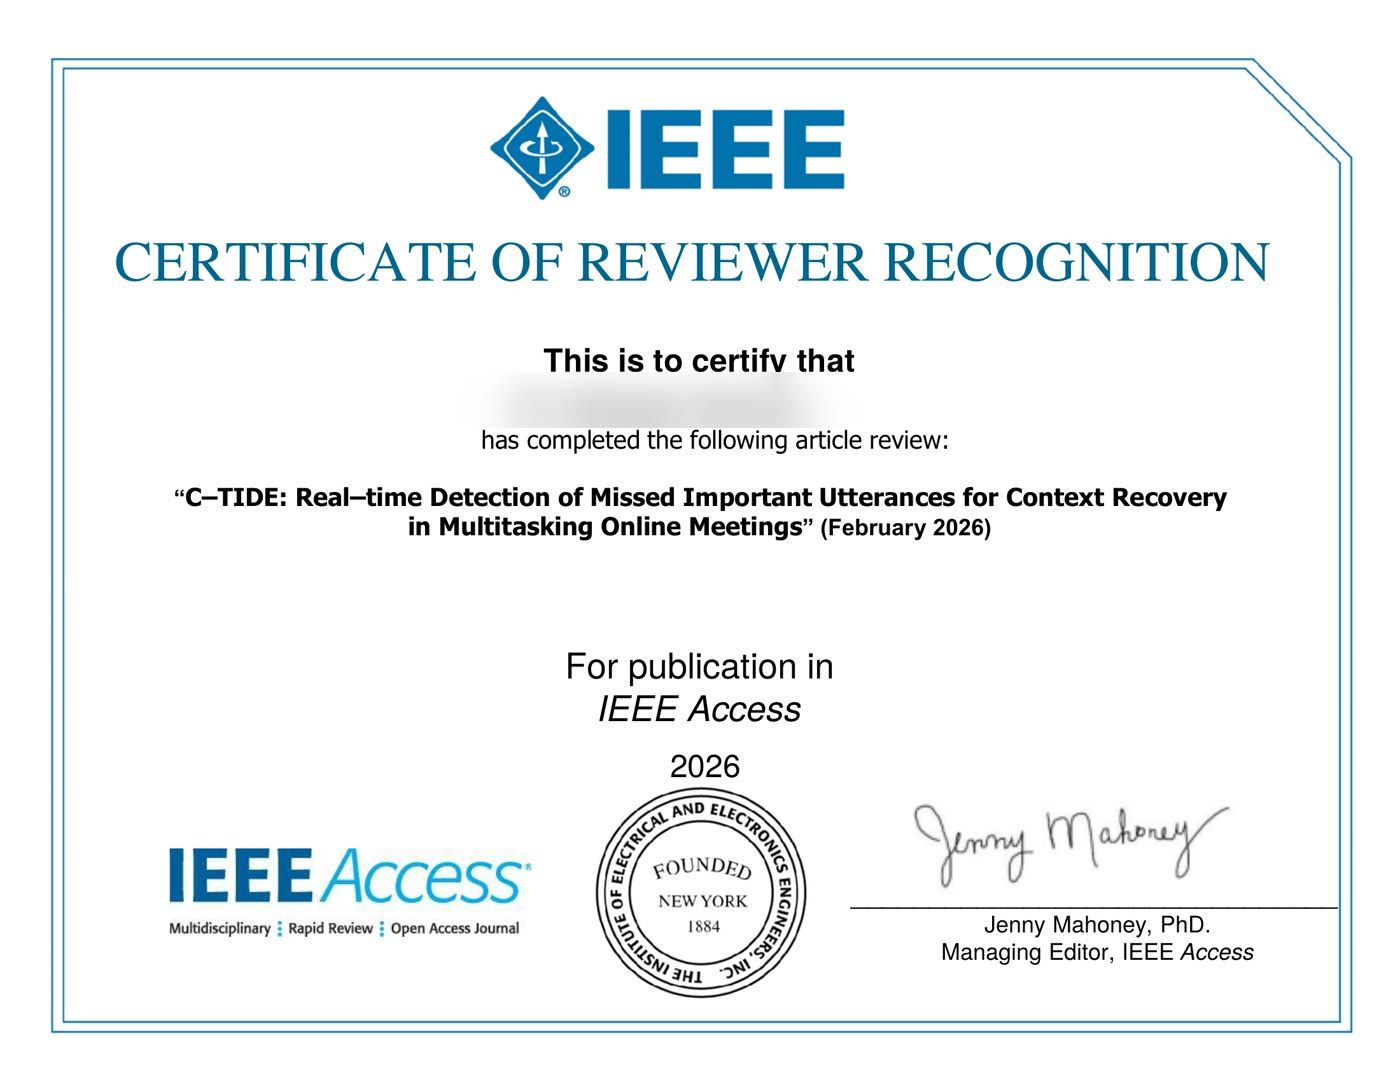 IEEE
®
CERTIFICATE OF REVIEWER RECOGNITION
This is to certify that
has completed the following article review:
“C–TIDE: Real–time Detection of Missed Important Utterances for Context Recovery
in Multitasking Online Meetings” (February 2026)
For publication in
IEEE Access
2026
IEEE Access®
Multidisciplinary ⋮ Rapid Review ⋮ Open Access Journal
THE INSTITUTE OF ELECTRICAL AND ELECTRONICS ENGINEERS, INC.
FOUNDED
NEW YORK
1884
Jenny Mahoney
Jenny Mahoney, PhD.
Managing Editor, IEEE Access